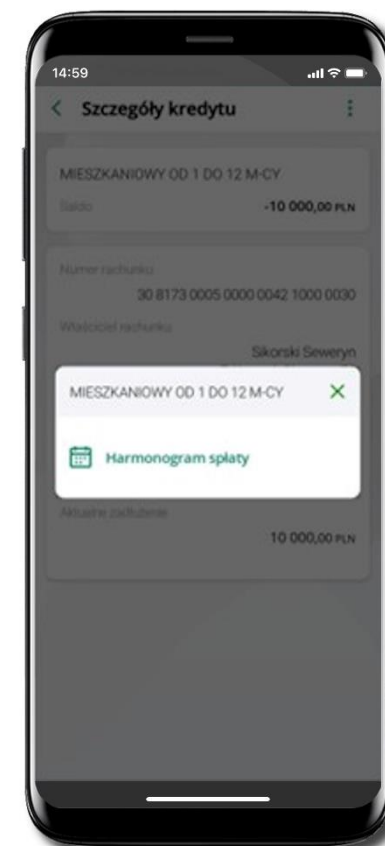 14:59
Szczegóły kredytu
MIESZKANIOWY OD 1 DO 12 M-CY
Saldo
-10 000,00 PLN
Numer rachunku
30 8173 0005 0000 0042 1000 0030
Właściciel rachunku
Sikorski Seweryn
MIESZKANIOWY OD 1 DO 12 M-CY
Harmonogram spłaty
Aktualne zadłużenie
10 000,00 PLN